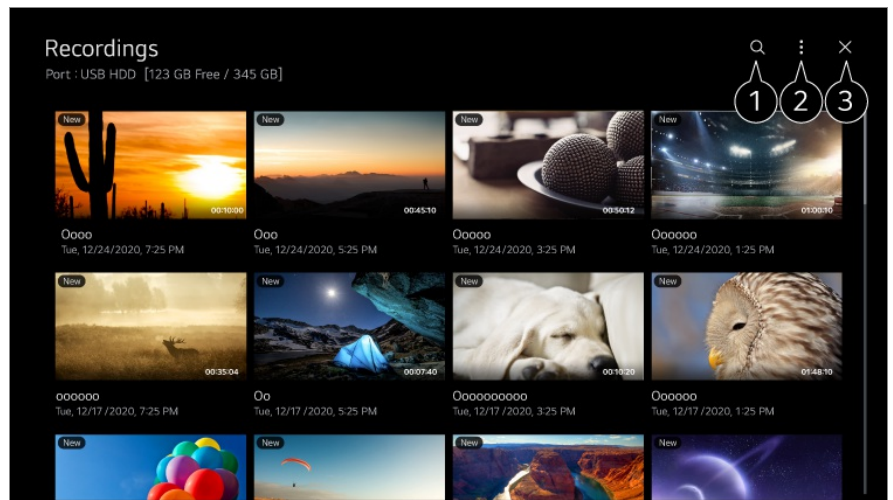 Recordings
Port : USB HDD [123 GB Free / 345 GB]
1 2 3
New New New New
00:10:00 00:45:10 00:50:12 01:00:10
Oooo Ooo Ooooo Oooooo
Tue, 12/24/2020, 7:25 PM Tue, 12/24/2020, 5:25 PM Tue, 12/24/2020, 3:25 PM Tue, 12/24/2020, 1:25 PM
New New New New
00:35:04 00:07:40 00:10:20 01:48:10
oooooo Oo Oooooooooo Oooooo
Tue, 12/17/2020, 7:25 PM Tue, 12/17/2020, 5:25 PM Tue, 12/17/2020, 3:25 PM Tue, 12/17/2020, 1:25 PM
New New New New